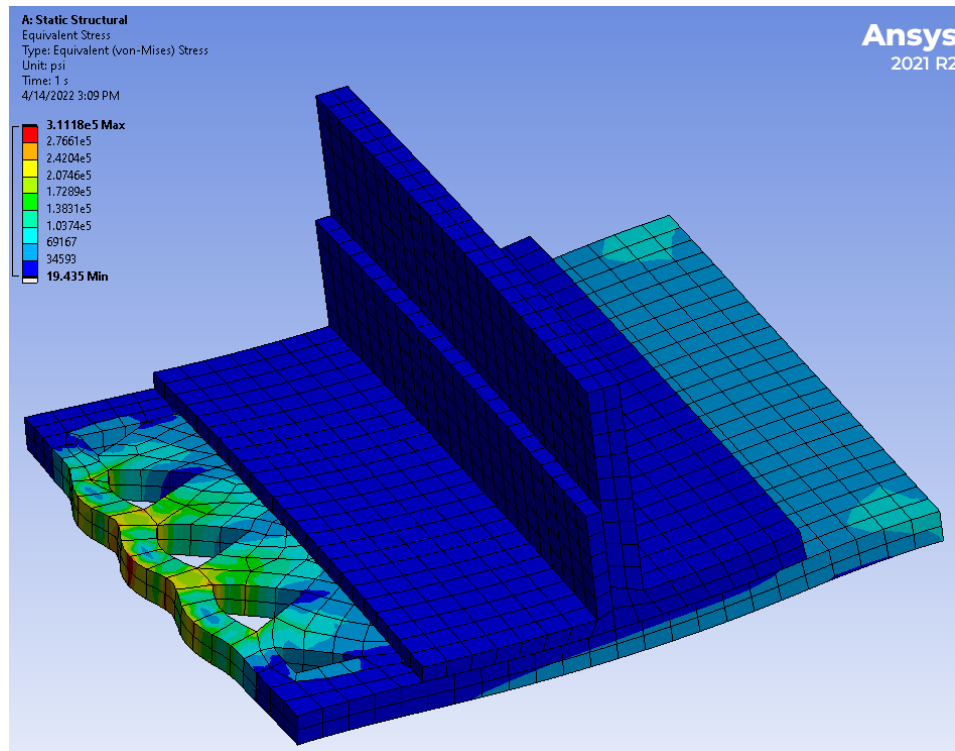 A: Static Structural
Equivalent Stress
Type: Equivalent (von-Mises) Stress
Unit: psi
Time: 1 s
4/14/2022 3:09 PM
Ansys
2021 R2
3.1118e5 Max
2.7661e5
2.4204e5
2.0746e5
1.7289e5
1.3831e5
1.0374e5
69167
34593
19.435 Min